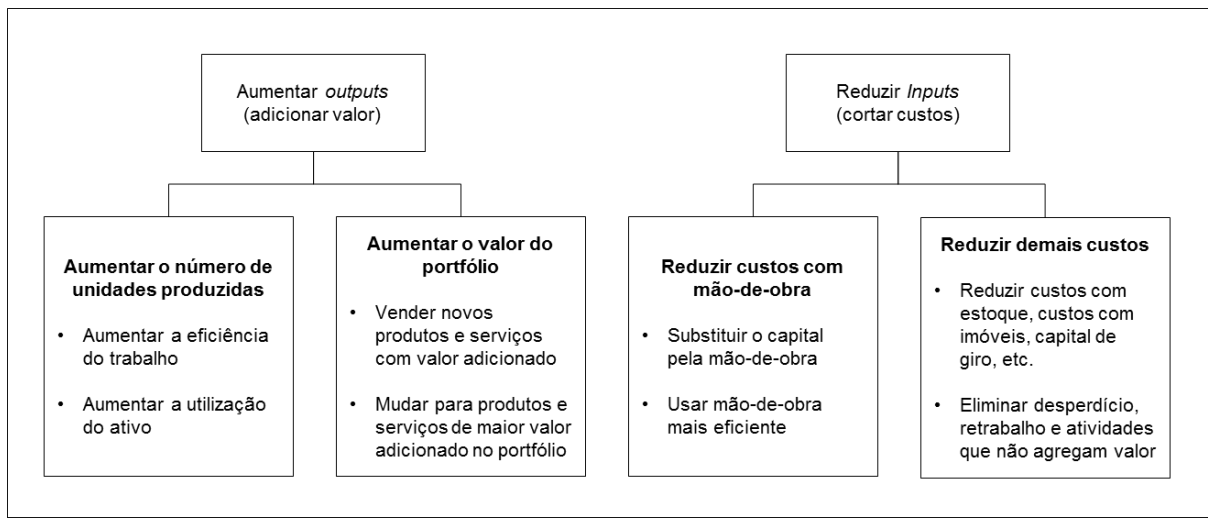 Aumentar outputs
(adicionar valor)
Reduzir Inputs
(cortar custos)
Aumentar o número de
unidades produzidas
• Aumentar a eficiência
do trabalho
• Aumentar a utilização
do ativo
Aumentar o valor do
portfólio
• Vender novos
produtos e serviços
com valor adicionado
• Mudar para produtos e
serviços de maior valor
adicionado no portfólio
Reduzir custos com
mão-de-obra
• Substituir o capital
pela mão-de-obra
• Usar mão-de-obra
mais eficiente
Reduzir demais custos
• Reduzir custos com
estoque, custos com
imóveis, capital de
giro, etc.
• Eliminar desperdício,
retrabalho e atividades
que não agregam valor